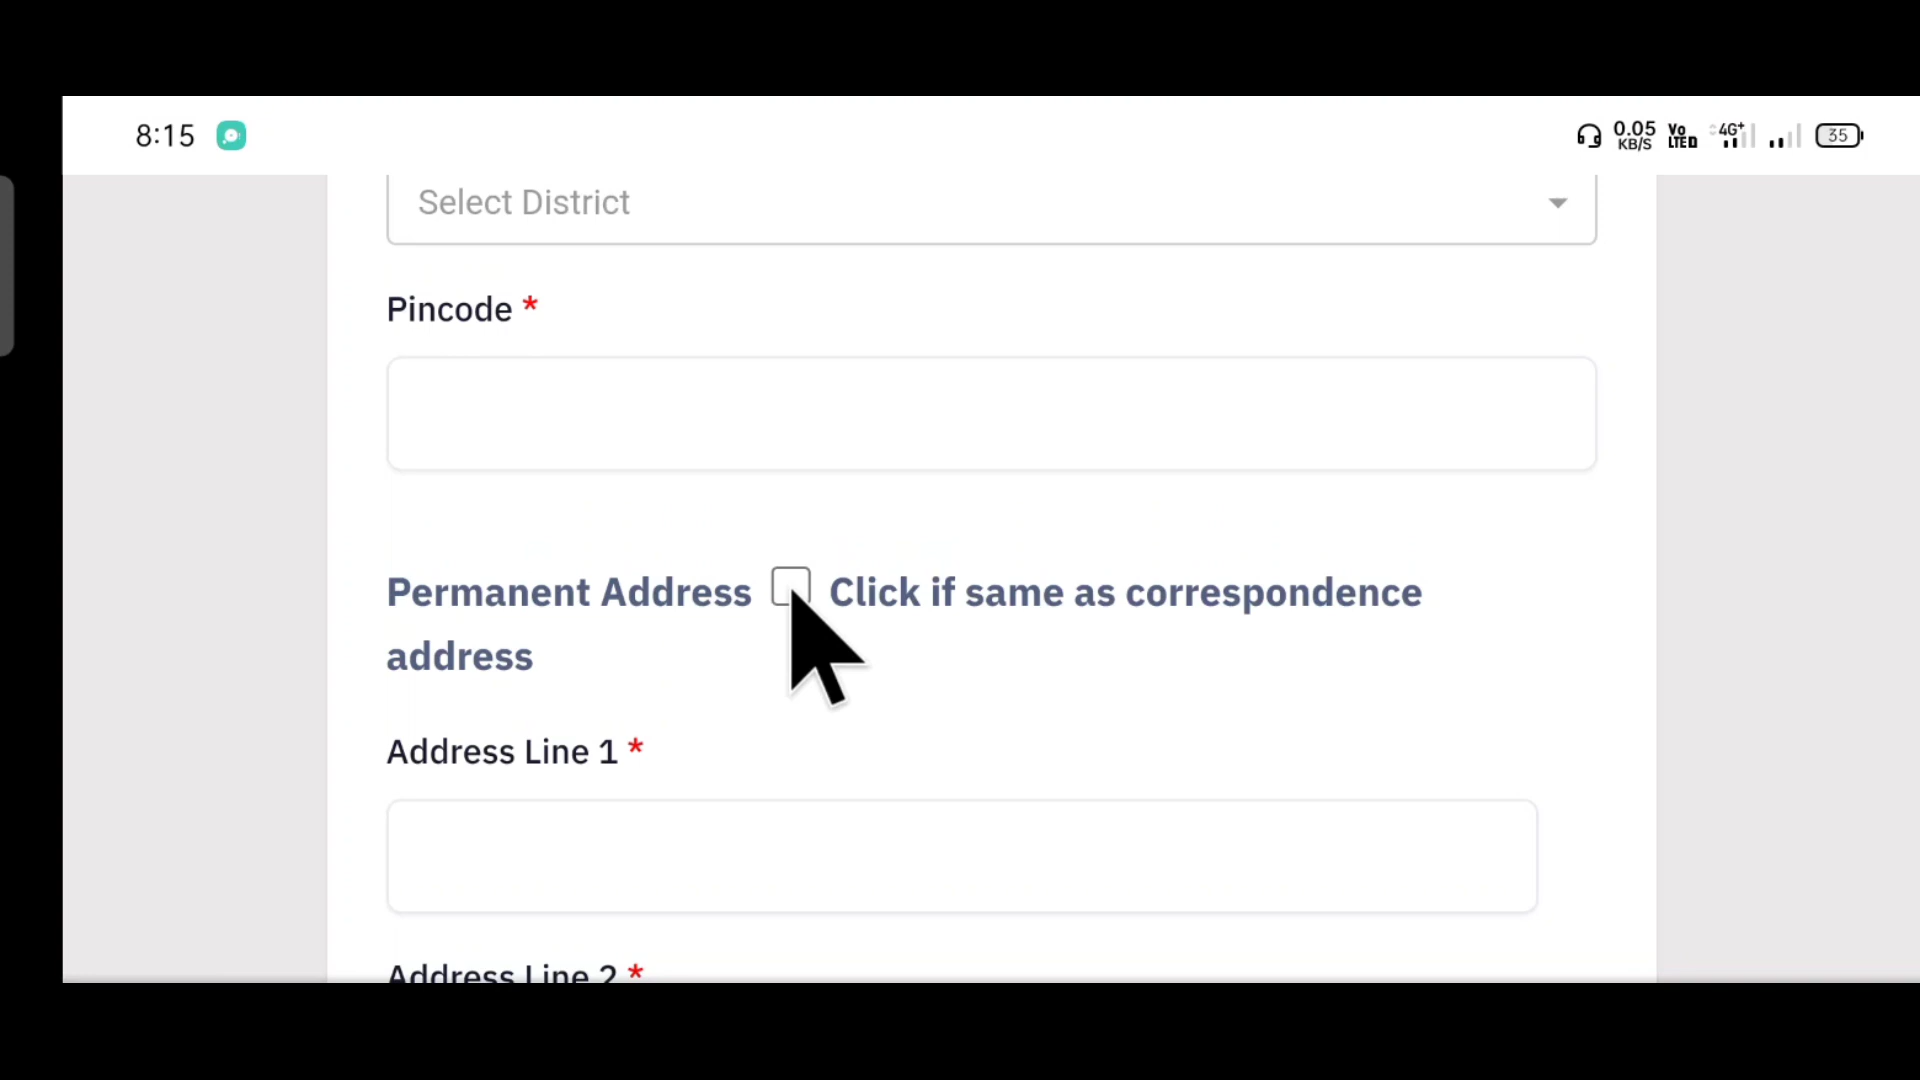 8:15
0.05
KB/S
Vo
LTE
4G+
35
Select District
Pincode *
Permanent Address Click if same as correspondence
address
Address Line 1 *
Address Line 2 *